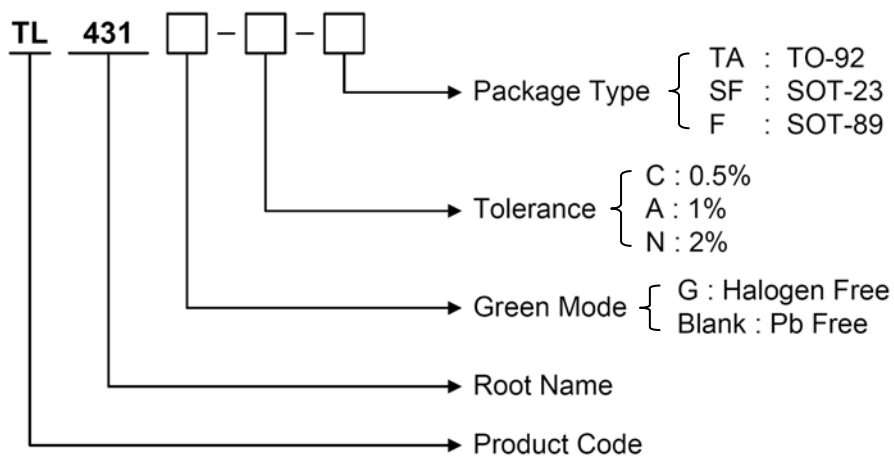 TL 431 □ – □ – □
Package Type
TA : TO-92
SF : SOT-23
F : SOT-89
Tolerance
C : 0.5%
A : 1%
N : 2%
Green Mode
G : Halogen Free
Blank : Pb Free
Root Name
Product Code